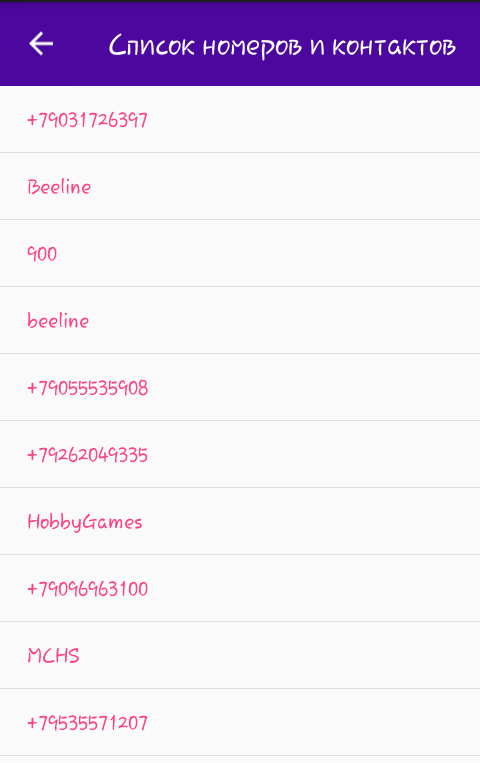 Список номеров и контактов
+79031726397
Beeline
900
beeline
+79055535908
+79262049335
HobbyGames
+79096963100
MCHS
+79535571207